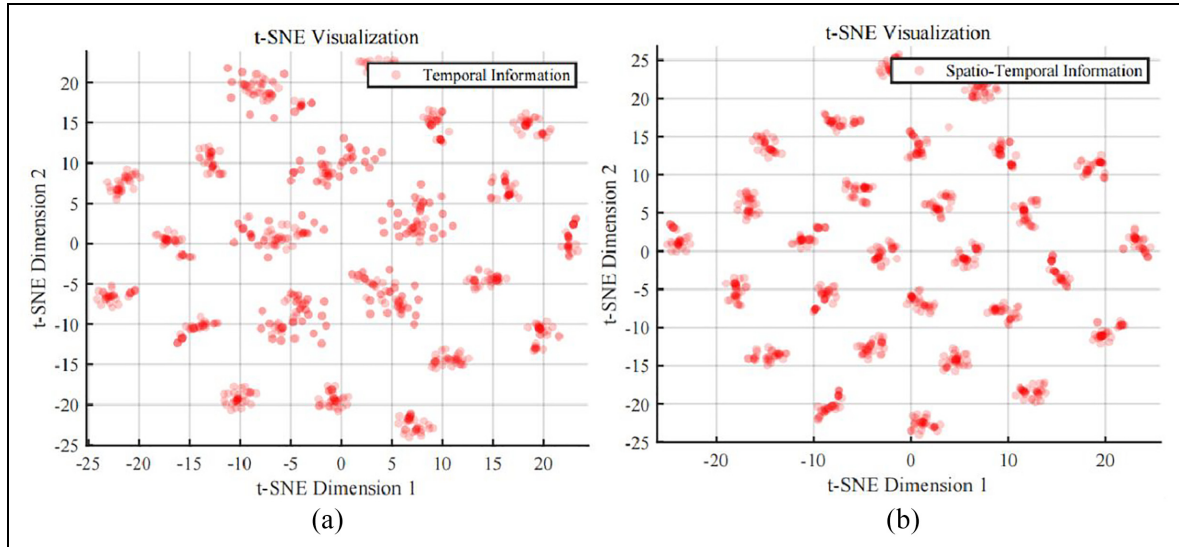 t-SNE Visualization
Temporal Information
20
15
10
5
0
-5
-10
-15
-20
-25
t-SNE Dimension 2
-25 -20 -15 -10 -5 0 5 10 15 20
t-SNE Dimension 1
(a)
t-SNE Visualization
Spatio-Temporal Information
25
20
15
10
5
0
-5
-10
-15
-20
-25
t-SNE Dimension 2
-20 -10 0 10 20
t-SNE Dimension 1
(b)